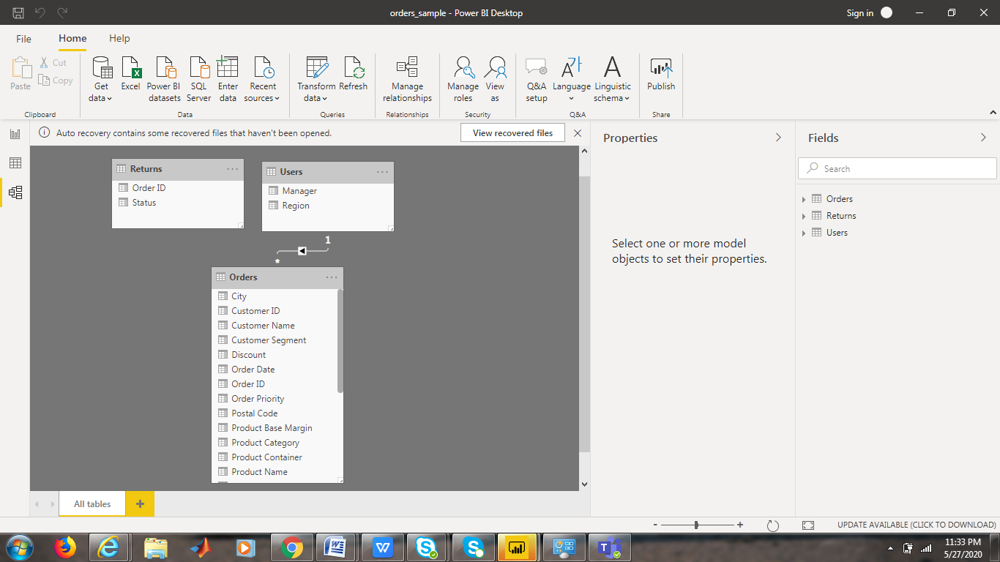 orders_sample - Power BI Desktop
Sign in
File Home Help
Paste
Cut
Copy
Clipboard
Get data
Excel
Power BI datasets
SQL Server
Enter data
Recent sources
Data
Transform data
Refresh
Queries
Manage relationships
Relationships
Manage roles
View as
Security
Q&A setup
Language
Linguistic schema
Q&A
Publish
Share
Auto recovery contains some recovered files that haven't been opened.
View recovered files
Returns
Order ID
Status
Users
Manager
Region
1
*
Orders
City
Customer ID
Customer Name
Customer Segment
Discount
Order Date
Order ID
Order Priority
Postal Code
Product Base Margin
Product Category
Product Container
Product Name
Properties
Select one or more model
objects to set their properties.
Fields
Search
Orders
Returns
Users
All tables
+
- +
UPDATE AVAILABLE (CLICK TO DOWNLOAD)
11:33 PM
5/27/2020